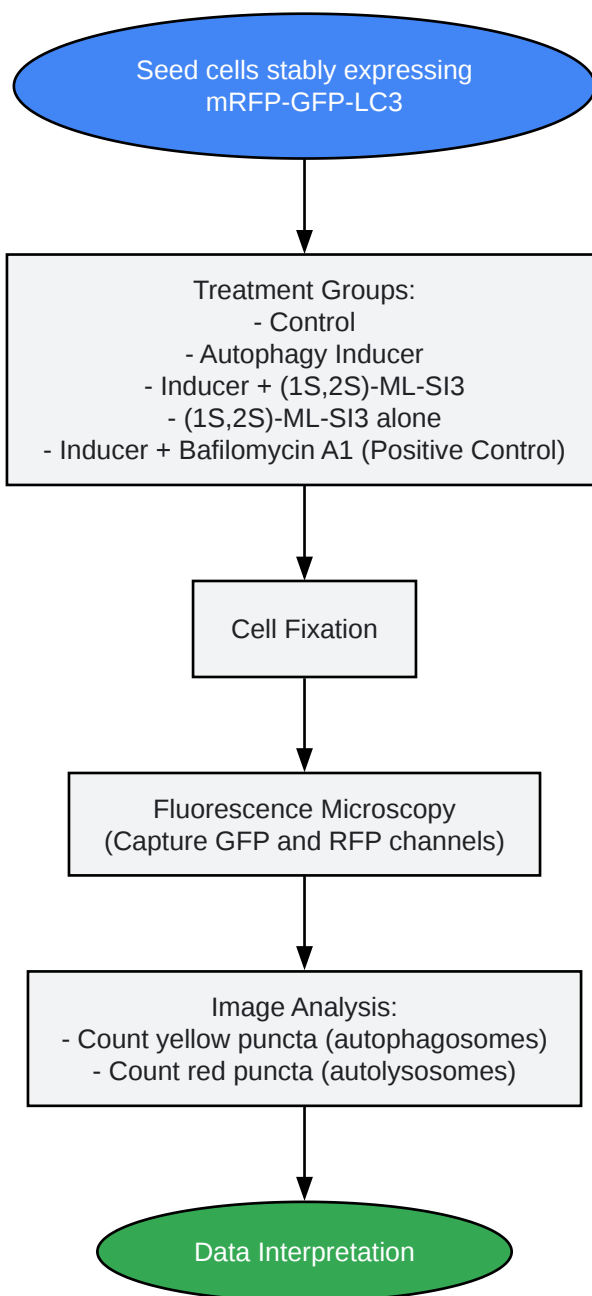 Seed cells stably expressing
mRFP-GFP-LC3
Treatment Groups:
- Control
- Autophagy Inducer
- Inducer + (1S,2S)-ML-SI3
- (1S,2S)-ML-SI3 alone
- Inducer + Bafilomycin A1 (Positive Control)
Cell Fixation
Fluorescence Microscopy
(Capture GFP and RFP channels)
Image Analysis:
- Count yellow puncta (autophagosomes)
- Count red puncta (autolysosomes)
Data Interpretation